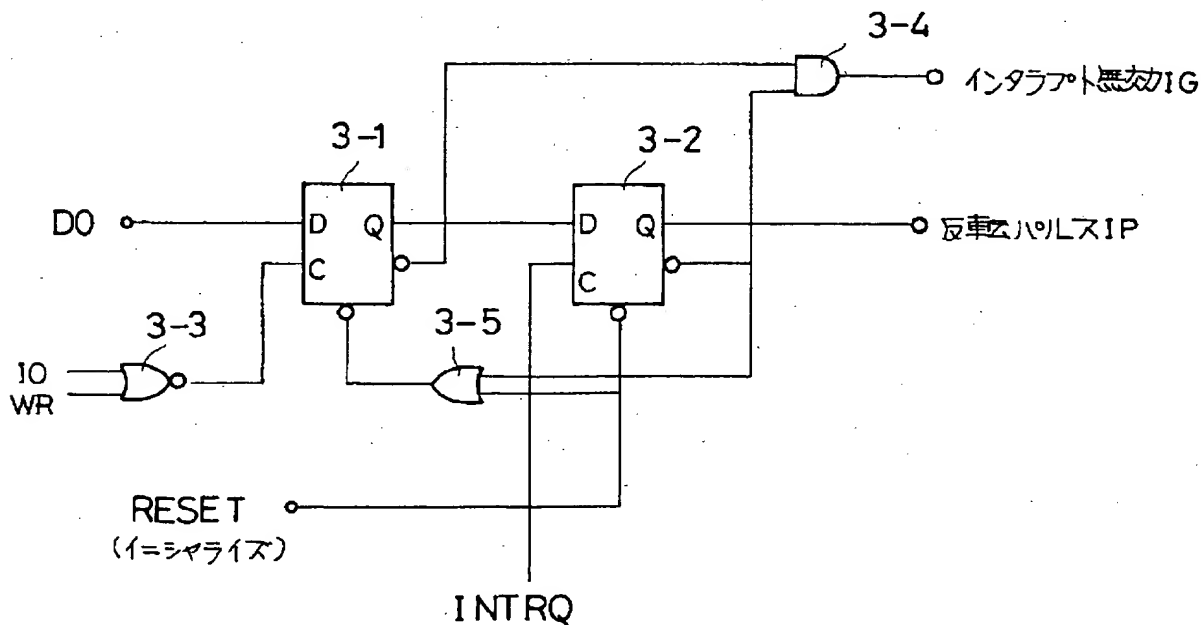 3-4
インタラプト無効IG
3-1
3-2
D0
D
Q
C
D
Q
C
反転パルスIP
3-3
3-5
IO
WR
RESET
(イニシャライズ)
INTRQ